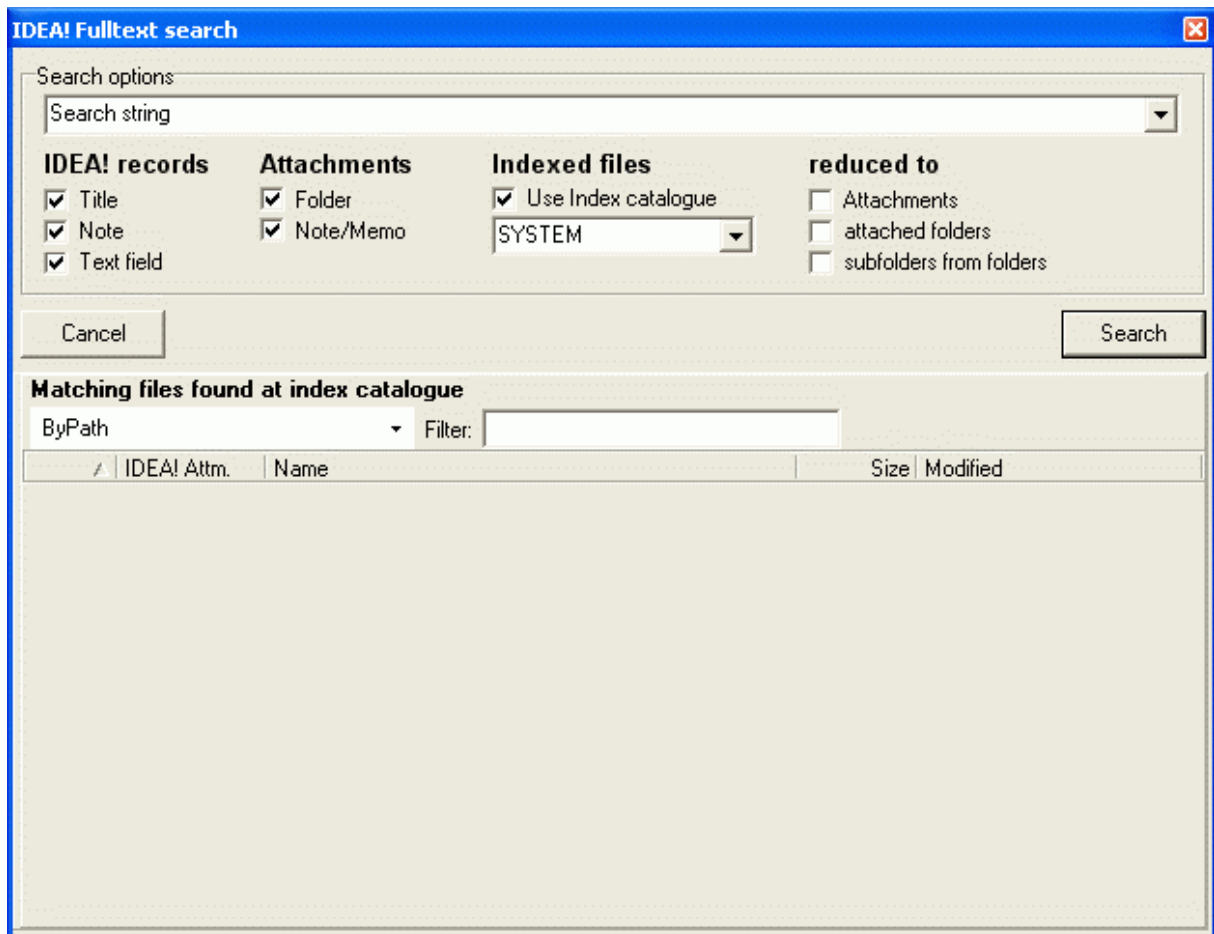 IDEA! Fulltext search
Search options
Search string
IDEA! records Attachments Indexed files reduced to
Title Folder Use Index catalogue Attachments
Note Note/Memo SYSTEM attached folders
Text field subfolders from folders
Cancel Search
Matching files found at index catalogue
ByPath Filter:
IDEA! Attm. Name Size Modified